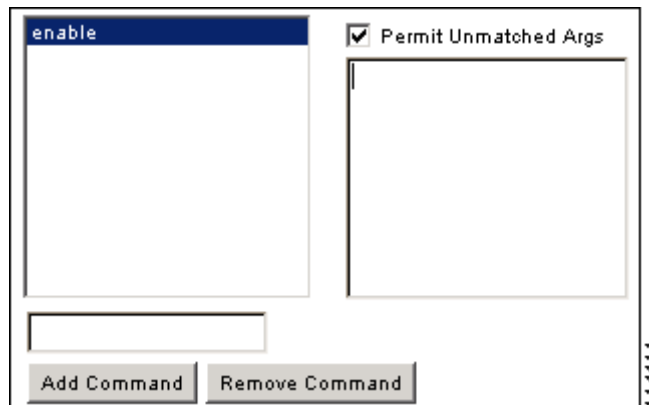 enable
Permit Unmatched Args
Add Command
Remove Command